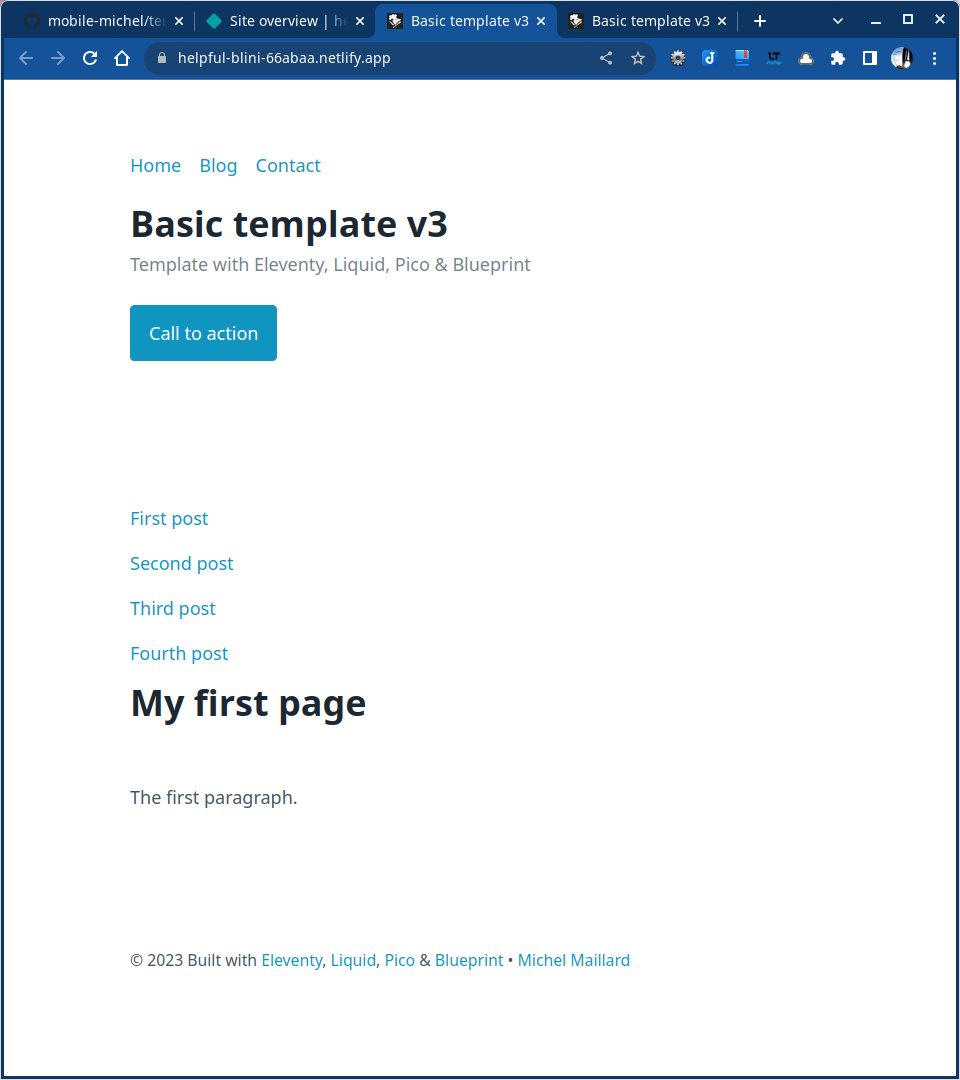 mobile-michel/te
Site overview | h
Basic template v3
Basic template v3
helpful-blini-66abaa.netlify.app
LT
Home Blog Contact
Basic template v3
Template with Eleventy, Liquid, Pico & Blueprint
Call to action
First post
Second post
Third post
Fourth post
My first page
The first paragraph.
© 2023 Built with Eleventy, Liquid, Pico & Blueprint • Michel Maillard